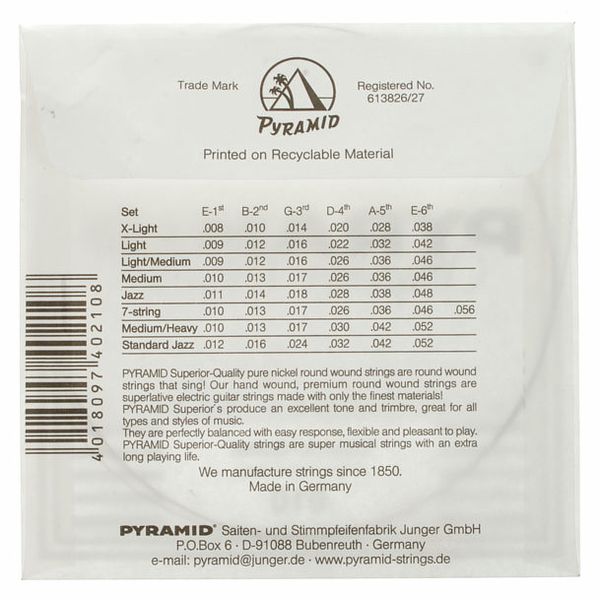 Trade Mark
Registered No.
613826/27
PYRAMID
Printed on Recyclable Material
Set E-1st B-2nd G-3rd D-4th A-5th E-6th
X-Light .008 .010 .014 .020 .028 .038
Light .009 .012 .016 .022 .032 .042
Light/Medium .009 .012 .016 .026 .036 .046
Medium .010 .013 .017 .026 .036 .046
Jazz .011 .014 .018 .028 .038 .048
7-string .010 .013 .017 .026 .036 .046 .056
Medium/Heavy .010 .013 .017 .030 .042 .052
Standard Jazz .012 .016 .024 .032 .042 .052
PYRAMID Superior-Quality pure nickel round wound strings are round wound
strings that sing! Our hand wound, premium round wound strings are
superlative electric guitar strings made with only the finest materials!
PYRAMID Superior´s produce an excellent tone and trimbre, great for all
types and styles of music.
They are perfectly balanced with easy response, flexible and pleasant to play.
PYRAMID Superior-Quality strings are super musical strings with an extra
long playing life.
We manufacture strings since 1850.
Made in Germany
PYRAMID® Saiten- und Stimmpfeifenfabrik Junger GmbH
P.O.Box 6 · D-91088 Bubenreuth · Germany
e-mail: pyramid@junger.de · www.pyramid-strings.de
4 018097 402108